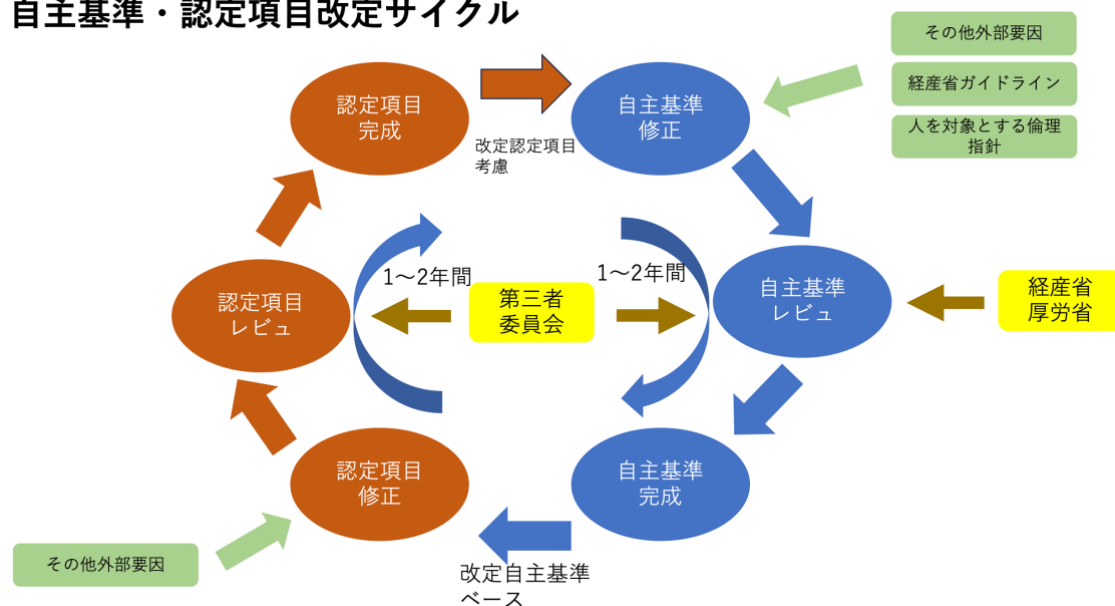 自主基準・認定項目改定サイクル
その他外部要因
経産省ガイドライン
人を対象とする倫理
指針
認定項目
完成
改定認定項目
考慮
自主基準
修正
認定項目
レビュ
1〜2年間
第三者
委員会
1〜2年間
自主基準
レビュ
経産省
厚労省
認定項目
修正
自主基準
完成
その他外部要因
改定自主基準
ベース